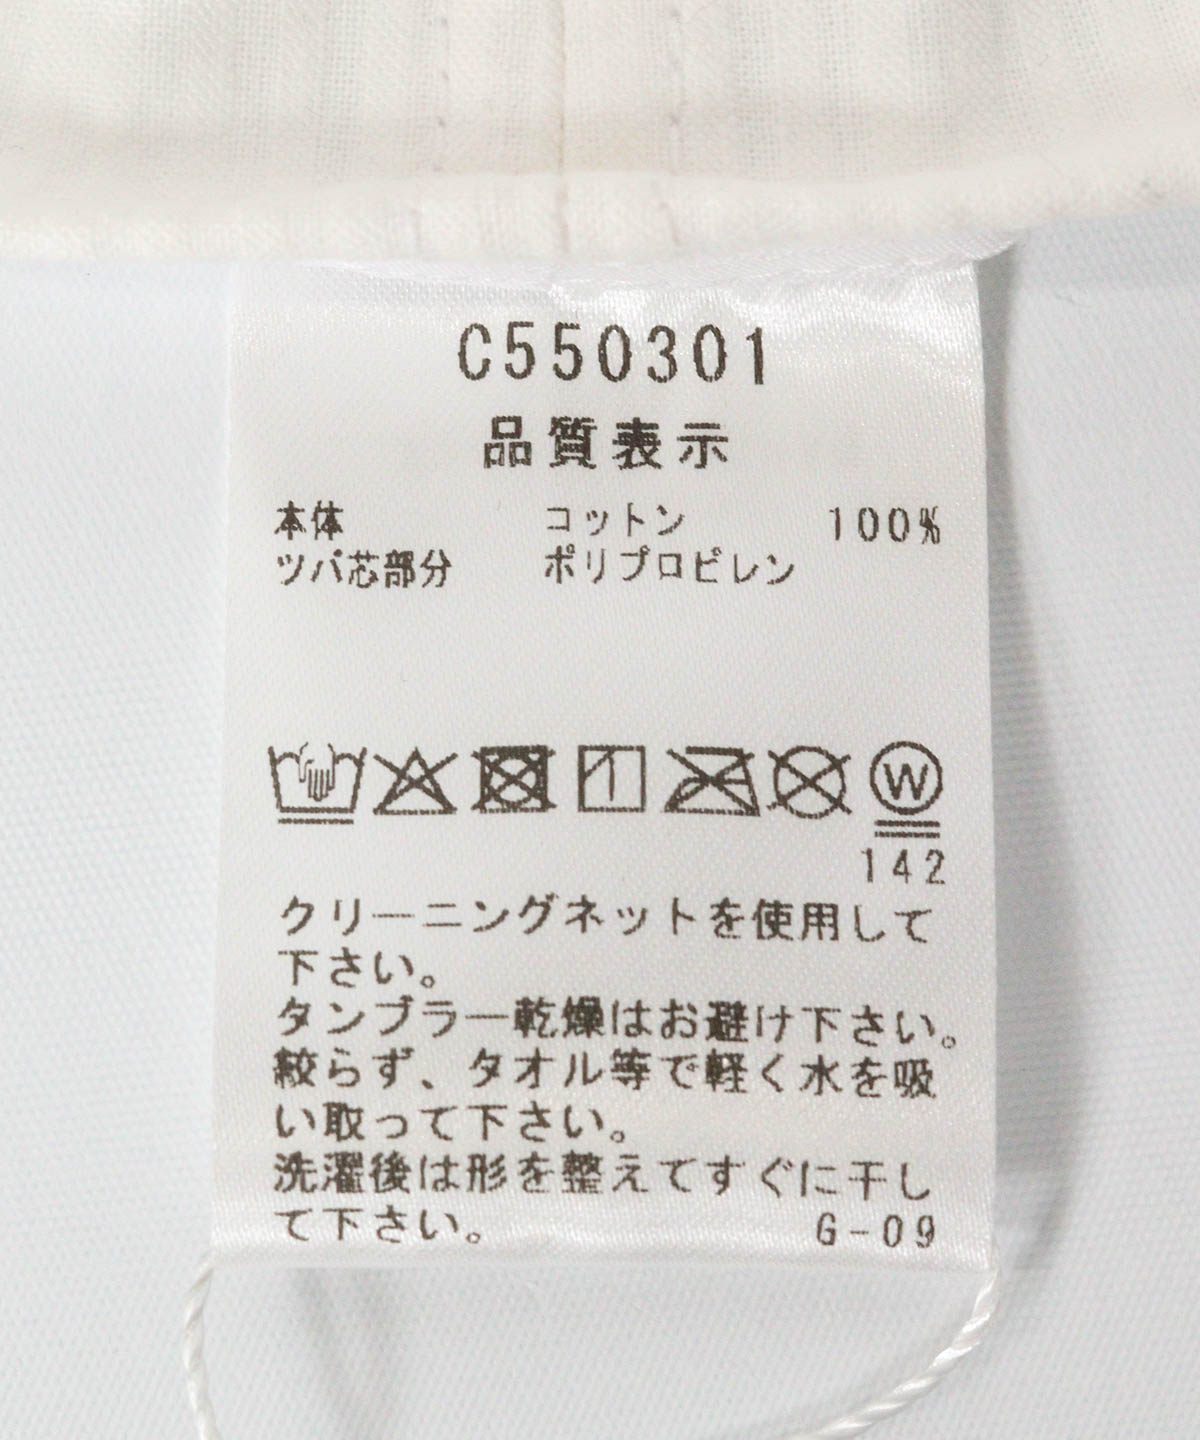 C550301
品質表示
本体 コットン 100%
ツバ芯部分 ポリプロピレン
W
142
クリーニングネットを使用して
下さい。
タンブラー乾燥はお避け下さい。
絞らず、タオル等で軽く水を吸
い取って下さい。
洗濯後は形を整えてすぐに干し
て下さい。 G-09